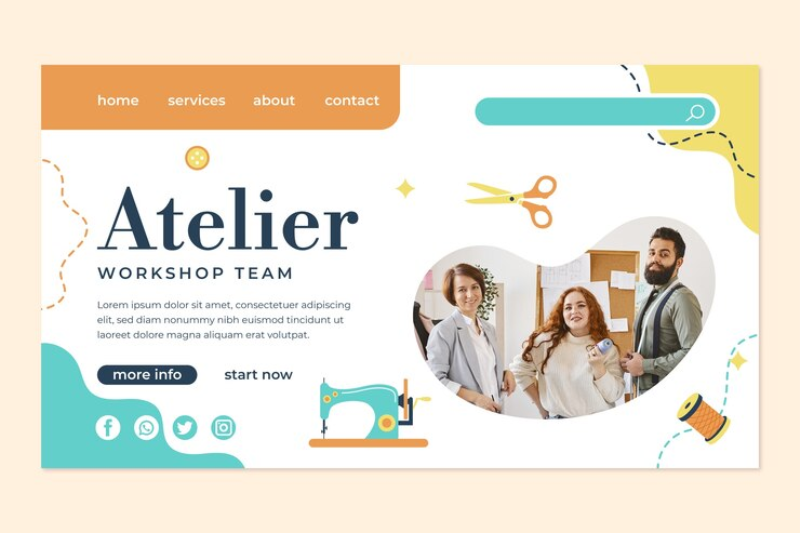 home services about contact
Atelier
WORKSHOP TEAM
Lorem ipsum dolor sit amet, consectetuer adipiscing
elit, sed diam nonummy nibh euismod tincidunt ut
laoreet dolore magna aliquam erat volutpat.
more info start now